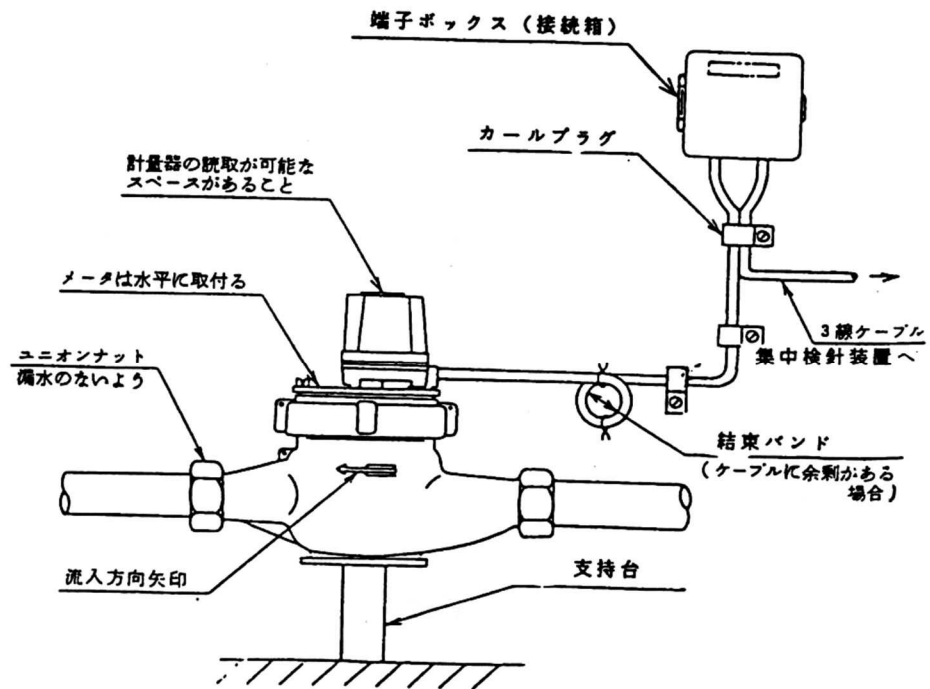 端子ボックス（接続箱）
カールプラグ
計量器の読取が可能な
スペースがあること
メータは水平に取付る
ユニオンナット
漏水のないよう
3線ケーブル
集中検針装置へ
結束バンド
（ケーブルに余剰がある
場合）
流入方向矢印
支持台